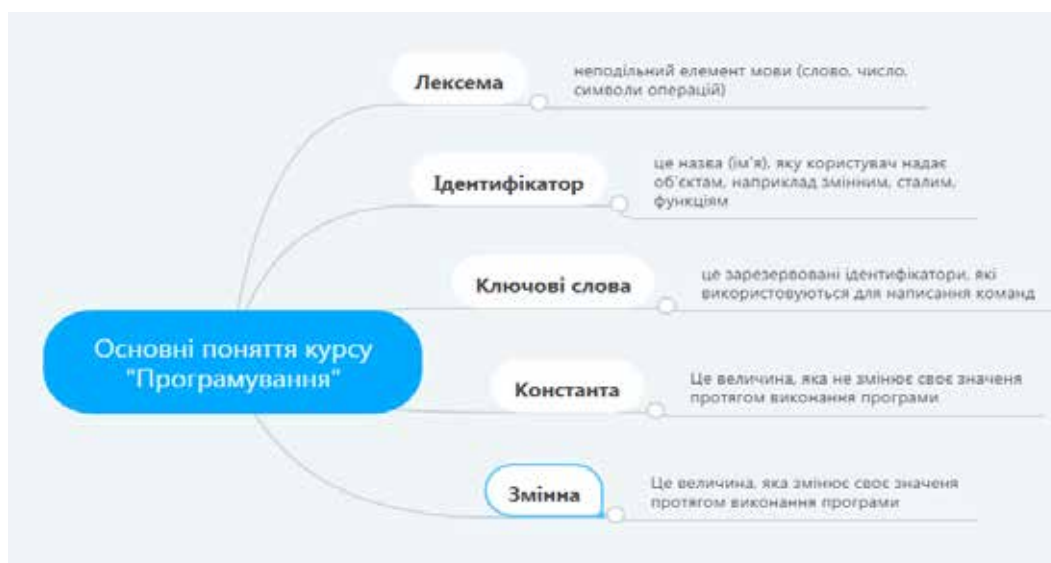 Лексема
неподільний елемент мови (слово, число,
символи операцій)
Ідентифікатор
це назва (ім'я), яку користувач надає
об'єктам, наприклад змінним, сталим,
функціям
Ключові слова
це зарезервовані ідентифікатори, які
використовуються для написання команд
Основні поняття курсу
"Програмування"
Константа
Це величина, яка не змінює своє значеня
протягом виконання програми
Змінна
Це величина, яка змінює своє значеня
протягом виконання програми